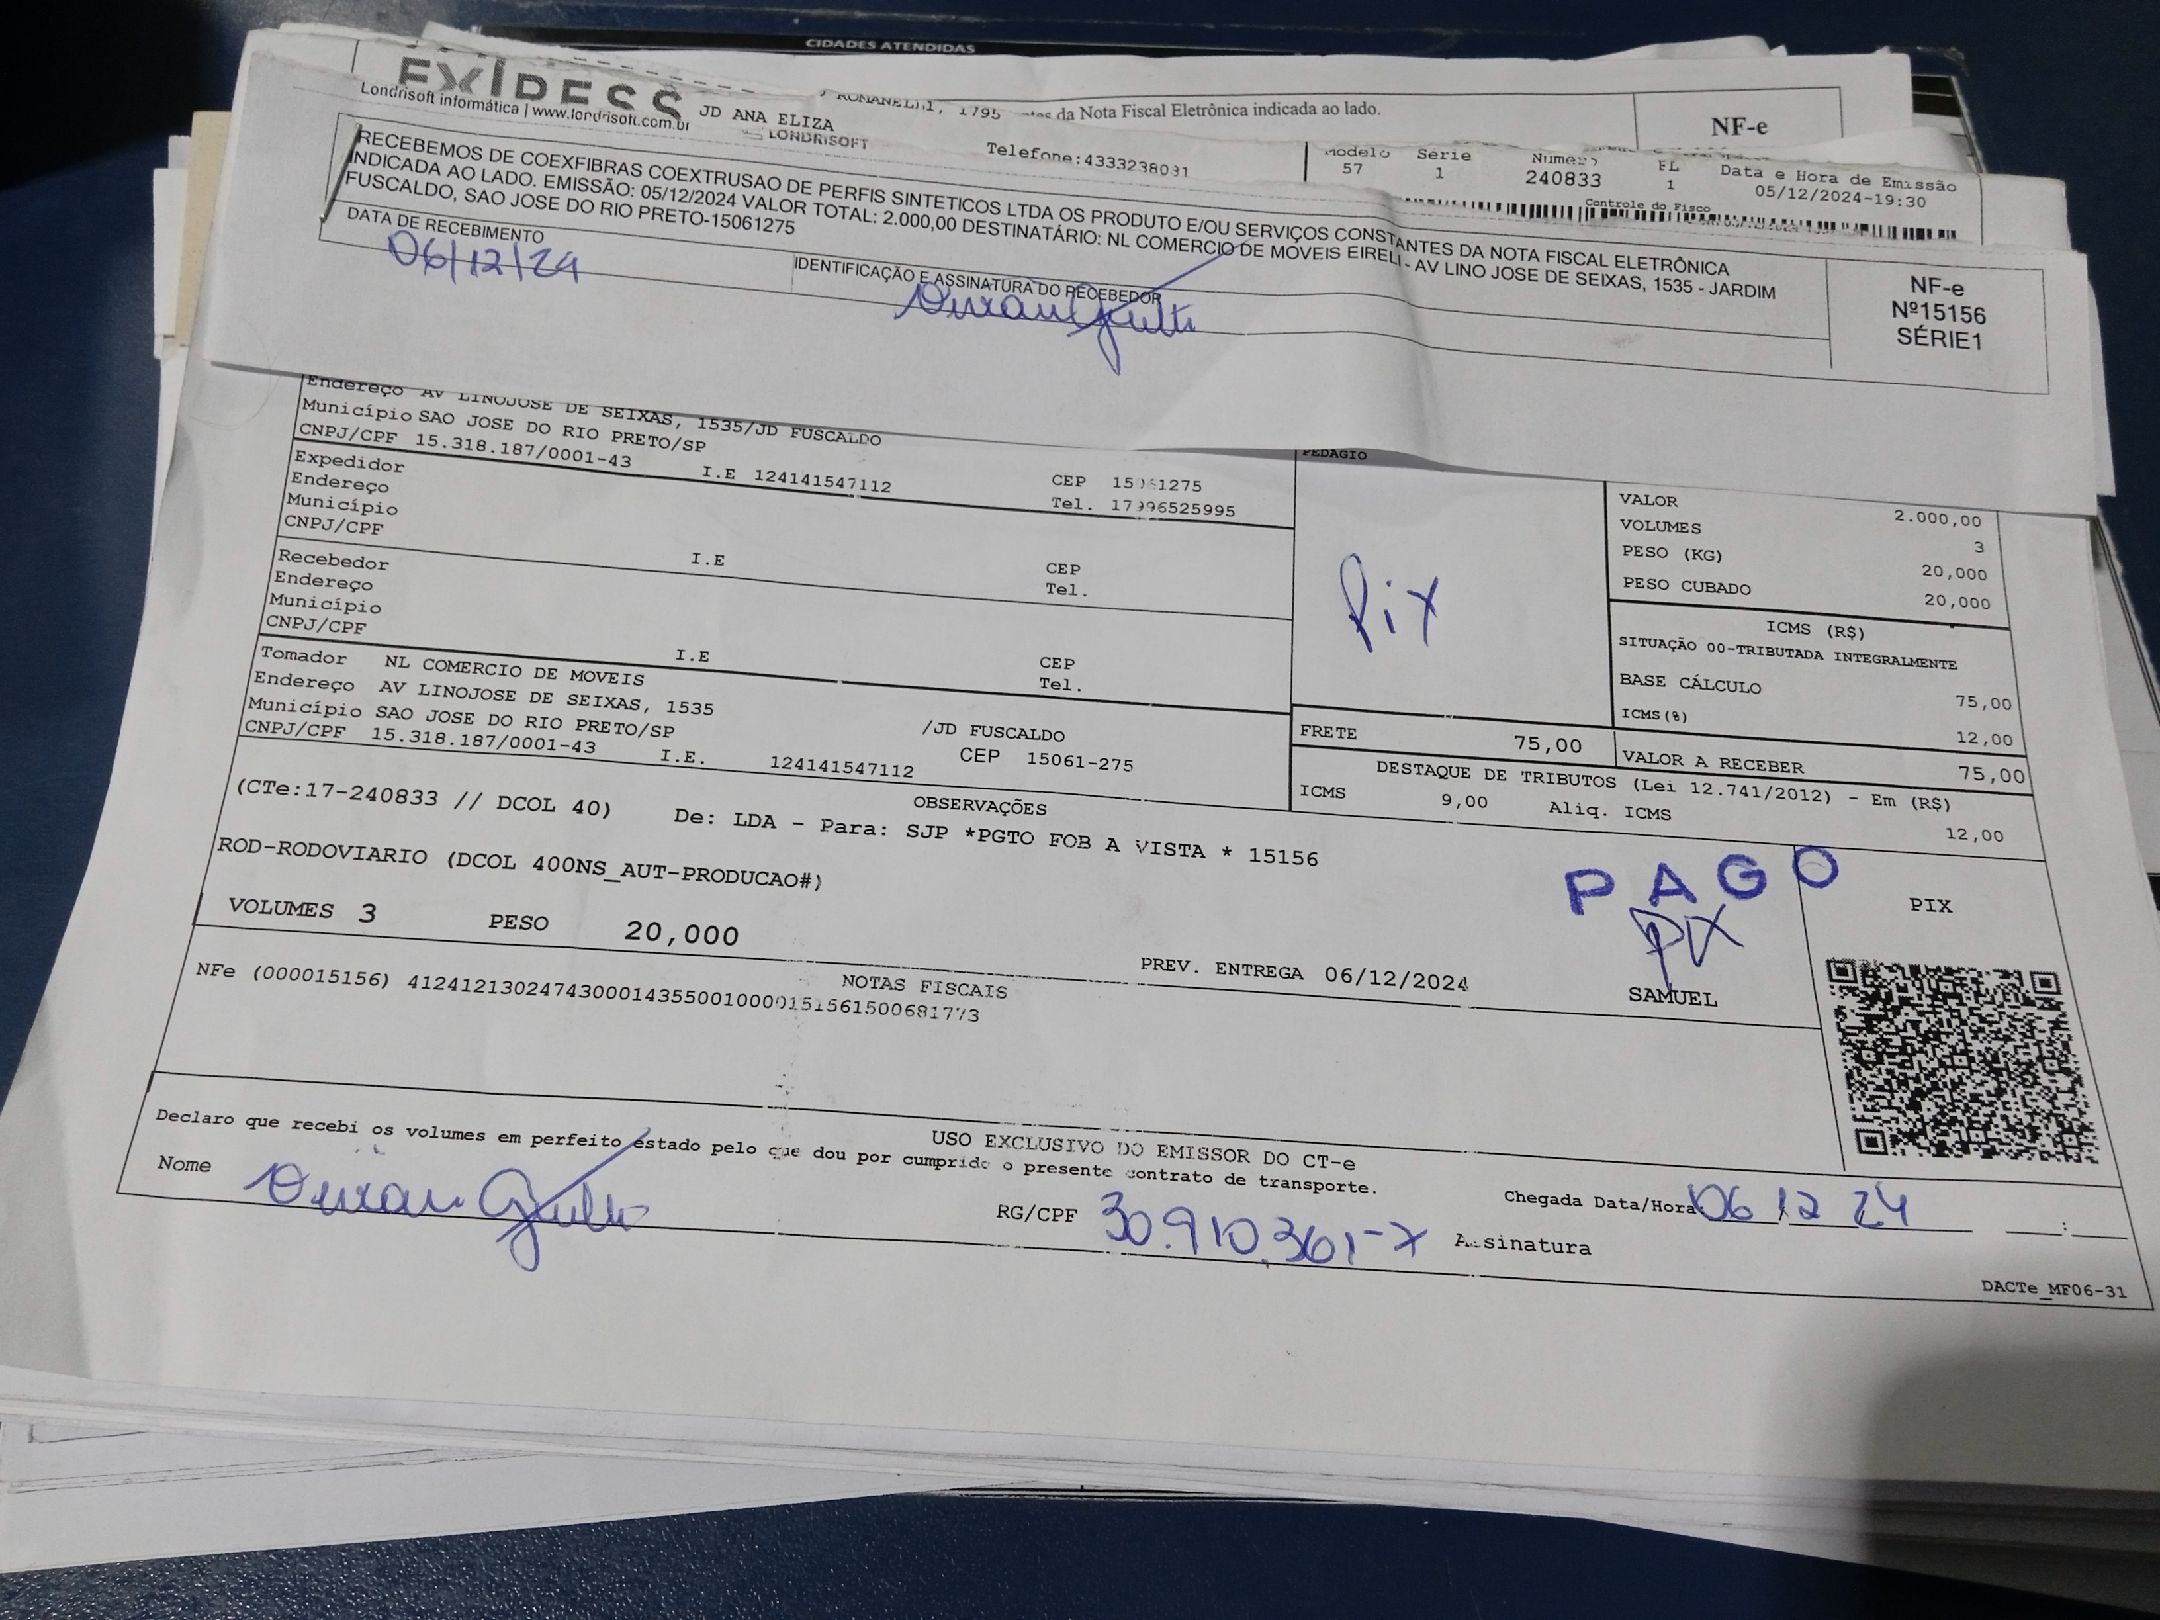 CIDADES ATENDIDAS
EXPRESS
Londrisoft informática | www.londrisoft.com.br
ROMANELLI, 1795
da Nota Fiscal Eletrônica indicada ao lado.
NF-e
JD ANA ELIZA
LONDRISOFT
Telefone:4333238091
Modelo Série Número FL Data e Hora de Emissão
57 1 240833 1 05/12/2024-19:30
Controle do Fisco
RECEBEMOS DE COEXFIBRAS COEXTRUSAO DE PERFIS SINTETICOS LTDA OS PRODUTO E/OU SERVIÇOS CONSTANTES DA NOTA FISCAL ELETRÔNICA
INDICADA AO LADO. EMISSÃO: 05/12/2024 VALOR TOTAL: 2.000,00 DESTINATÁRIO: NL COMERCIO DE MOVEIS EIRELI - AV LINO JOSE DE SEIXAS, 1535 - JARDIM
FUSCALDO, SAO JOSE DO RIO PRETO-15061275
DATA DE RECEBIMENTO
06/12/24
IDENTIFICAÇÃO E ASSINATURA DO RECEBEDOR
NF-e
Nº15156
SÉRIE1
Endereço AV LINOJOSE DE SEIXAS, 1535/JD FUSCALDO
Município SAO JOSE DO RIO PRETO/SP
CNPJ/CPF 15.318.187/0001-43 I.E 124141547112 CEP 15061275
Tel. 17996525995
Expedidor
Endereço
Município
CNPJ/CPF I.E CEP
Tel.
Recebedor
Endereço
Município
CNPJ/CPF I.E CEP
Tel.
Tomador NL COMERCIO DE MOVEIS
Endereço AV LINOJOSE DE SEIXAS, 1535 /JD FUSCALDO
Município SAO JOSE DO RIO PRETO/SP CEP 15061-275
CNPJ/CPF 15.318.187/0001-43 I.E. 124141547112
PEDAGIO
Pix
VALOR 2.000,00
VOLUMES 3
PESO (KG) 20,000
PESO CUBADO 20,000
ICMS (R$)
SITUAÇÃO 00-TRIBUTADA INTEGRALMENTE
BASE CÁLCULO 75,00
ICMS(%) 12,00
FRETE 75,00
VALOR A RECEBER 75,00
DESTAQUE DE TRIBUTOS (Lei 12.741/2012) - Em (R$)
ICMS 9,00 Aliq. ICMS 12,00
OBSERVAÇÕES
(CTe:17-240833 // DCOL 40) De: LDA - Para: SJP *PGTO FOB A VISTA * 15156
ROD-RODOVIARIO (DCOL 400NS_AUT-PRODUCAO#)
VOLUMES 3 PESO 20,000 PREV. ENTREGA 06/12/2024
PAGO
PIX
SAMUEL
PIX
NOTAS FISCAIS
NFe (000015156) 41241213024743000143550010000151561500681773
USO EXCLUSIVO DO EMISSOR DO CT-e
Declaro que recebi os volumes em perfeito estado pelo que dou por cumprido o presente contrato de transporte.
Nome
RG/CPF 30.910.361-X
Assinatura
Chegada Data/Hora 06 12 24 :
DACTe_MF06-31